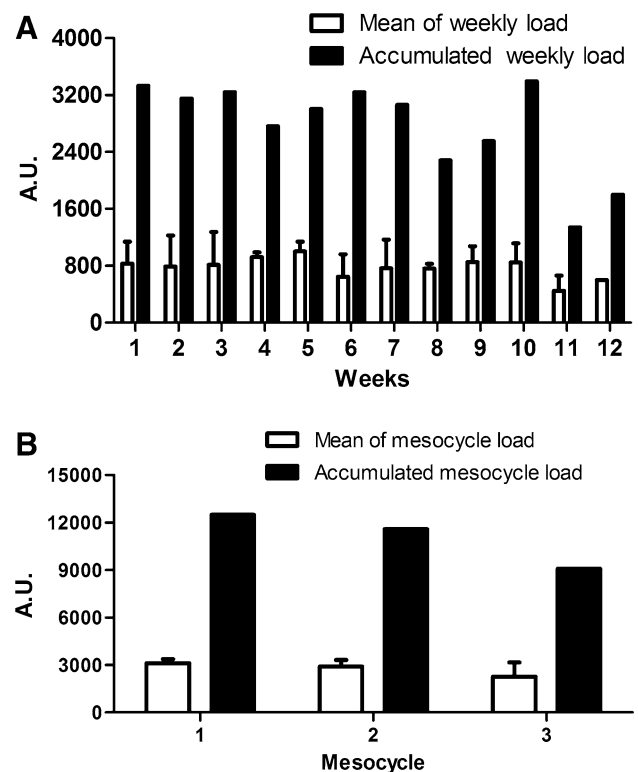 A
Mean of weekly load
Accumulated weekly load
4000
3200
2400
1600
800
0
A.U.
1 2 3 4 5 6 7 8 9 10 11 12
Weeks
B
Mean of mesocycle load
Accumulated mesocycle load
15000
12000
9000
6000
3000
0
A.U.
1 2 3
Mesocycle